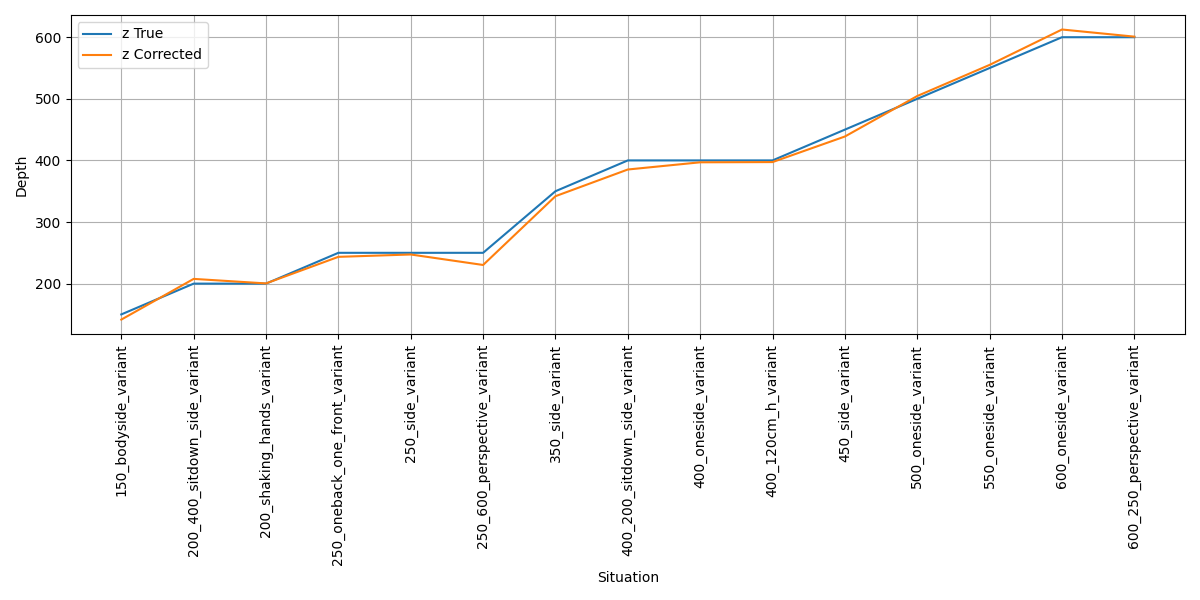 z True
z Corrected
600
500
400
300
200
Depth
150_bodyside_variant
200_400_sitdown_side_variant
200_shaking_hands_variant
250_oneback_one_front_variant
250_side_variant
250_600_perspective_variant
350_side_variant
400_200_sitdown_side_variant
400_oneside_variant
400_120cm_h_variant
450_side_variant
500_oneside_variant
550_oneside_variant
600_oneside_variant
600_250_perspective_variant
Situation